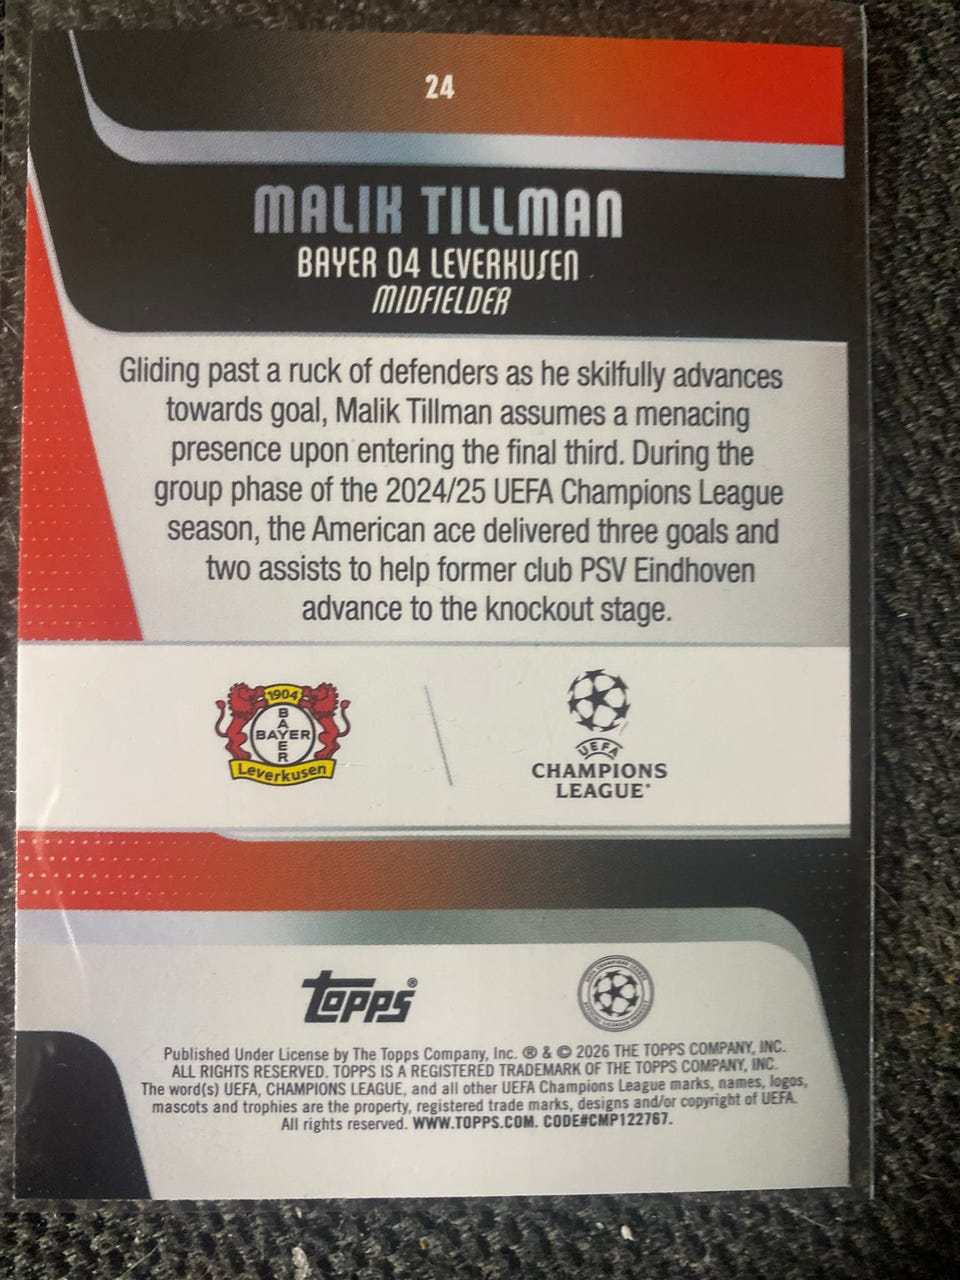 24
MALIK TILLMAN
BAYER 04 LEVERKUSEN
MIDFIELDER
Gliding past a ruck of defenders as he skilfully advances
towards goal, Malik Tillman assumes a menacing
presence upon entering the final third. During the
group phase of the 2024/25 UEFA Champions League
season, the American ace delivered three goals and
two assists to help former club PSV Eindhoven
advance to the knockout stage.
1904
BAYER
BAYER
Leverkusen
UEFA
CHAMPIONS
LEAGUE®
Topps®
Published Under License by The Topps Company, Inc. ® & © 2026 THE TOPPS COMPANY, INC.
ALL RIGHTS RESERVED. TOPPS IS A REGISTERED TRADEMARK OF THE TOPPS COMPANY, INC.
The word(s) UEFA, CHAMPIONS LEAGUE, and all other UEFA Champions League marks, names, logos,
mascots and trophies are the property, registered trade marks, designs and/or copyright of UEFA.
All rights reserved. WWW.TOPPS.COM. CODE#CMP122767.